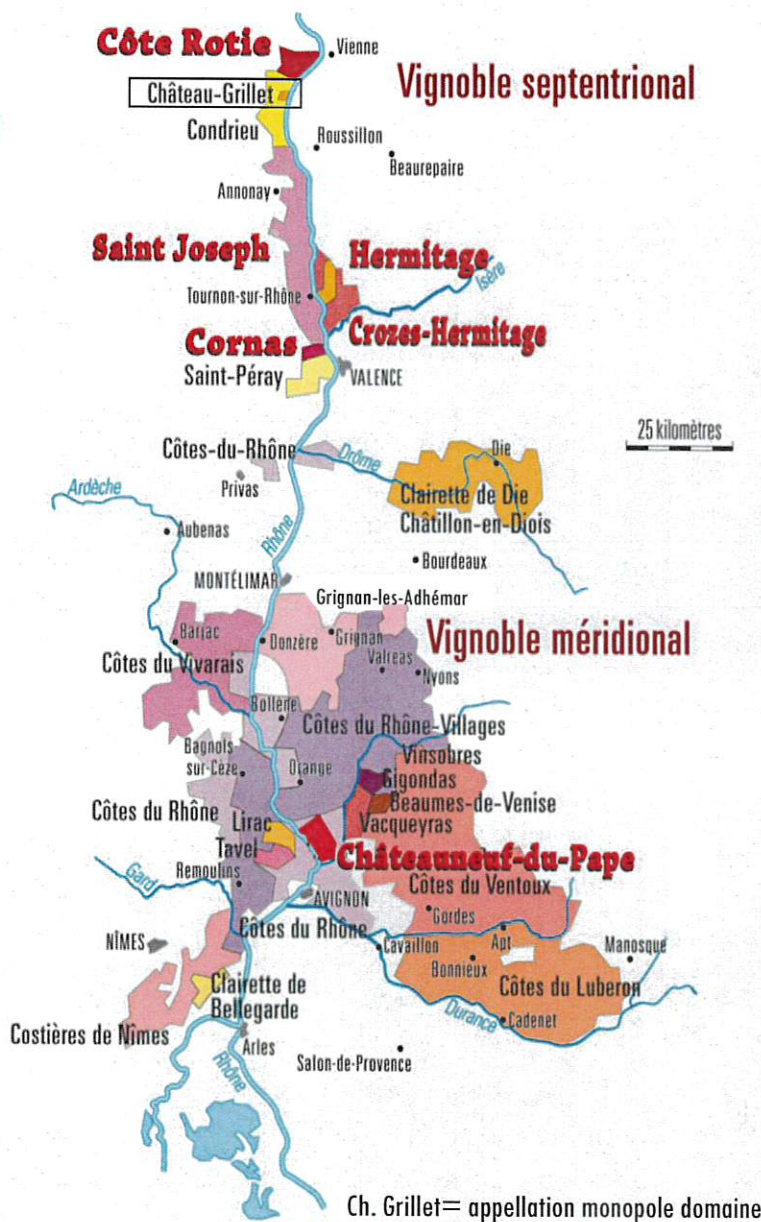 Côte Rotie
Vienne
Vignoble septentrional
Château-Grillet
Condrieu
Roussillon
Beaurepaire
Annonay
Saint Joseph
Hermitage
Isère
Tournon-sur-Rhône
Crozes-Hermitage
Cornas
Saint-Péray
VALENCE
25 kilomètres
Côtes-du-Rhône
Drôme
Die
Privas
Clairette de Die
Châtillon-en-Diois
Ardèche
Aubenas
Rhône
Bourdeaux
MONTÉLIMAR
Grignan-les-Adhémar
Barjac
Donzère
Grignan
Vignoble méridional
Côtes du Vivarais
Valreas
Nyons
Bollène
Côtes du Rhône-Villages
Bagnols
sur-Cèze
Orange
Vinsobres
Gigondas
Beaumes-de-Venise
Côtes du Rhône
Lirac
Vacqueyras
Tavel
Châteauneuf-du-Pape
Gard
Remoulins
Côtes du Ventoux
AVIGNON
Gordes
Côtes du Rhône
Apt
NÎMES
Cavaillon
Manosque
Bonnieux
Clairette de
Bellegarde
Côtes du Luberon
Durance
Cadenet
Costières de Nîmes
Arles
Rhône
Salon-de-Provence
Ch. Grillet= appellation monopole domaine